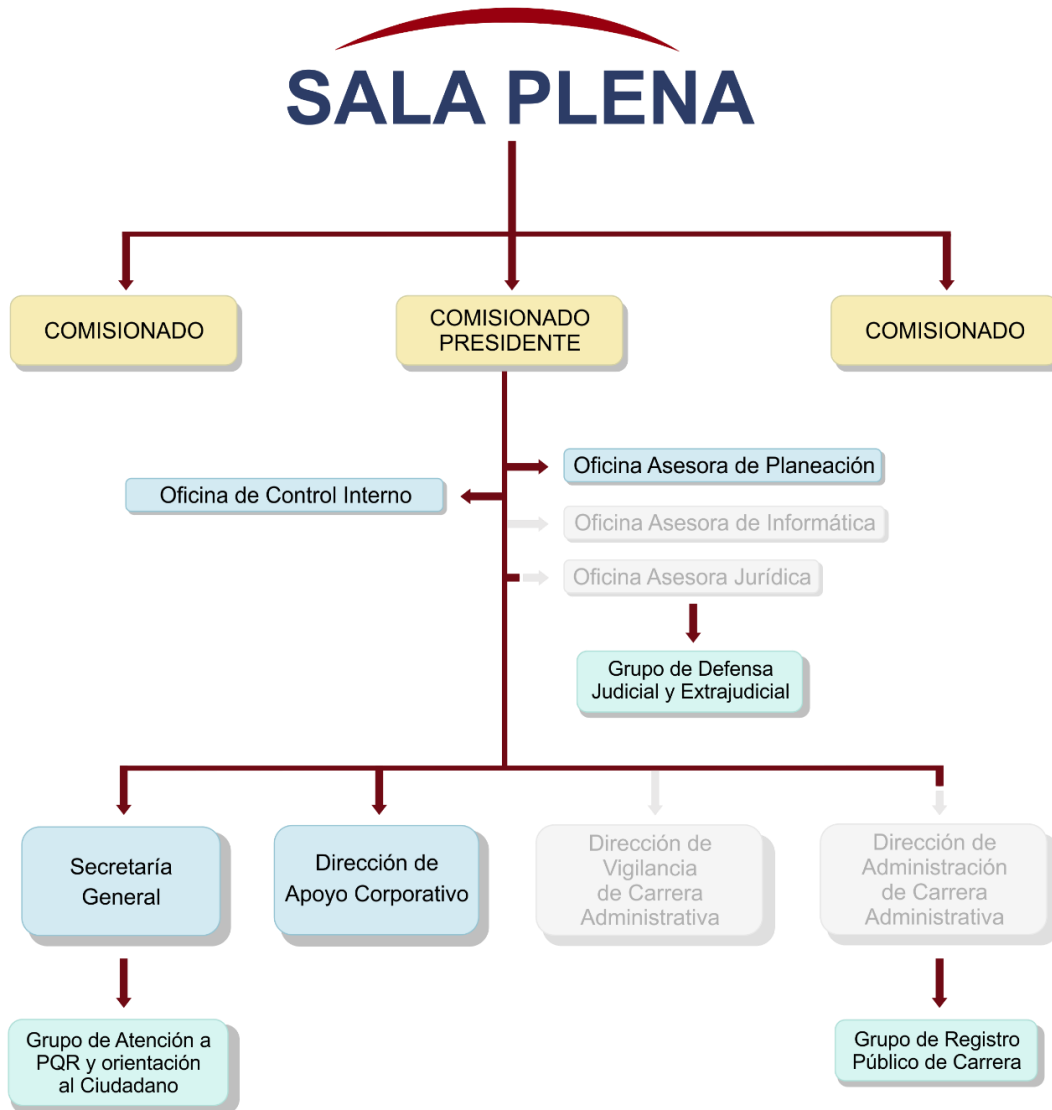 SALA PLENA
COMISIONADO
COMISIONADO
PRESIDENTE
COMISIONADO
Oficina Asesora de Planeación
Oficina de Control Interno
Oficina Asesora de Informática
Oficina Asesora Jurídica
Grupo de Defensa
Judicial y Extrajudicial
Secretaría
General
Dirección de
Apoyo Corporativo
Dirección de
Vigilancia
de Carrera
Administrativa
Dirección de
Administración
de Carrera
Administrativa
Grupo de Atención a
PQR y orientación
al Ciudadano
Grupo de Registro
Público de Carrera